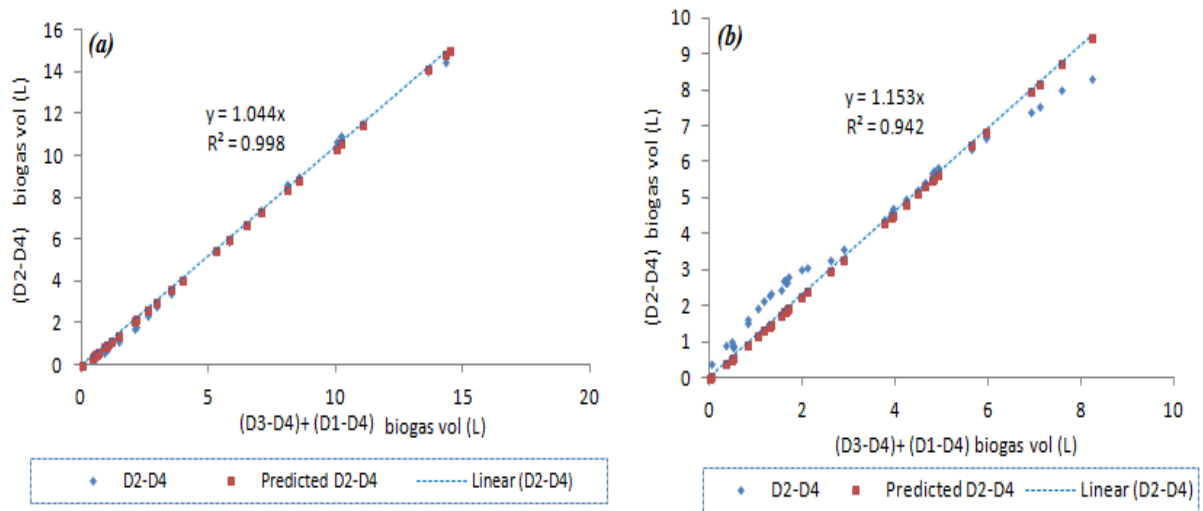 (a)
16
14
12
10
8
6
4
2
0
(D2-D4) biogas vol (L)
y = 1.044x
R² = 0.998
0 5 10 15 20
(D3-D4)+ (D1-D4) biogas vol (L)
D2-D4 Predicted D2-D4 Linear (D2-D4)
(b)
10
9
8
7
6
5
4
3
2
1
0
(D2-D4) biogas vol (L)
y = 1.153x
R² = 0.942
0 2 4 6 8 10
(D3-D4)+ (D1-D4) biogas vol (L)
D2-D4 Predicted D2-D4 Linear (D2-D4)